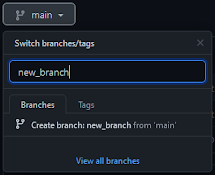 main
Switch branches/tags
new_branch
Branches Tags
Create branch: new_branch from 'main'
View all branches